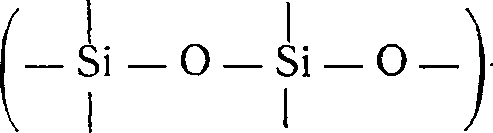 ( — Si — O — Si — O — )